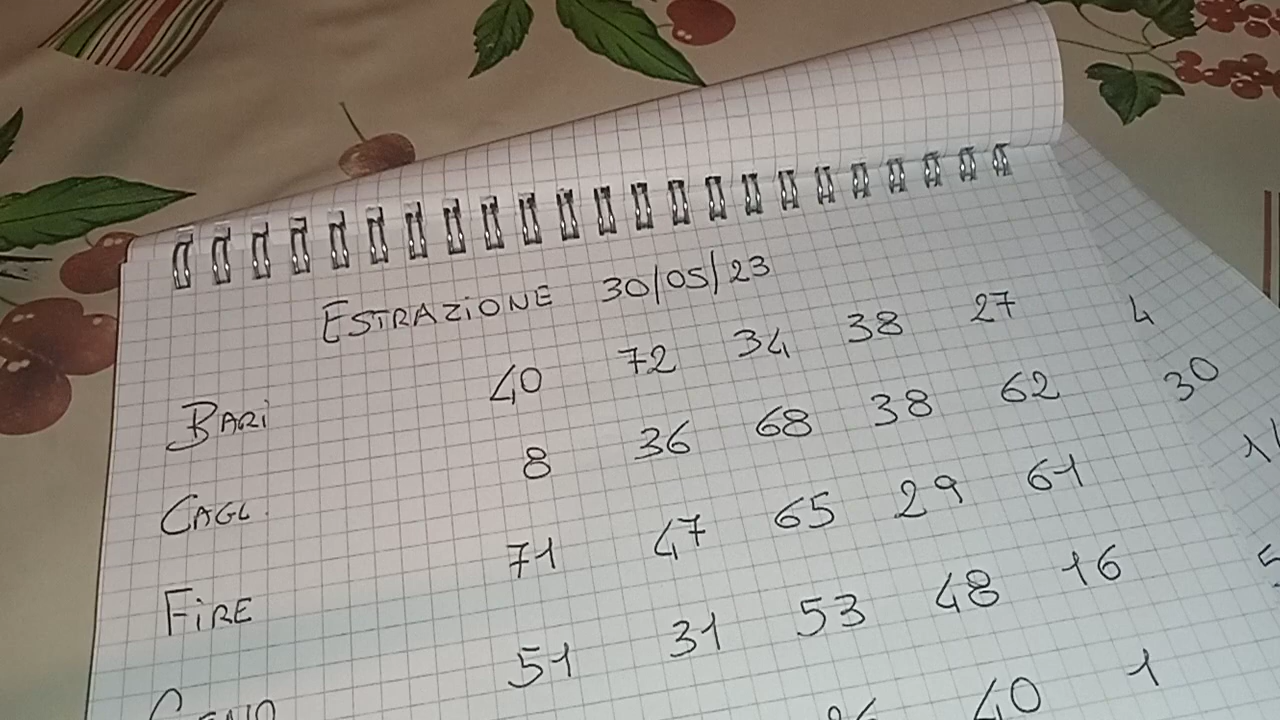 ESTRAZIONE 30/05/23
BARI 40 72 34 38 27
CAGL. 8 36 68 38 62
FIRE 71 47 65 29 61
GENO 51 31 53 48 16
40 1
4
30